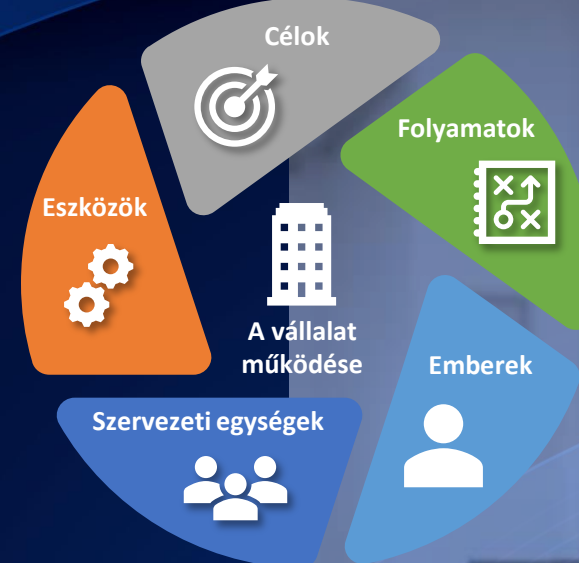 Célok
Folyamatok
Eszközök
A vállalat
működése
Emberek
Szervezeti egységek